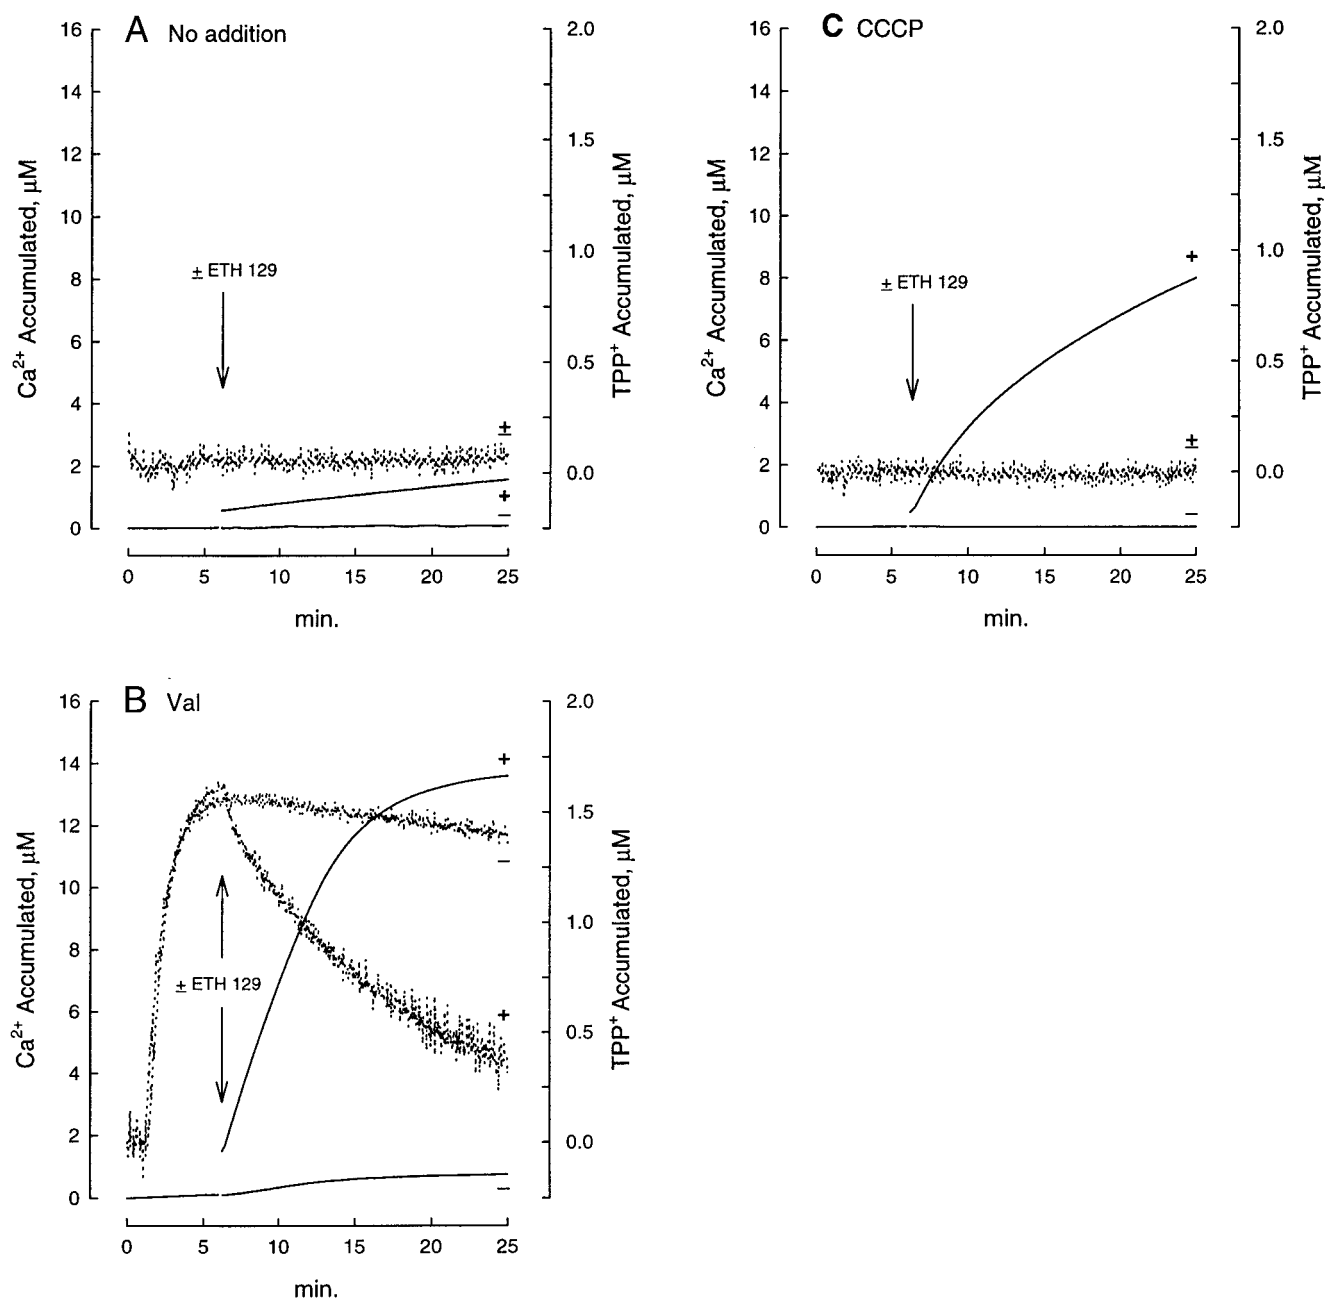 A No addition
16
14
12
10
8
6
4
2
0
Ca2+ Accumulated, µM
2.0
1.5
1.0
0.5
0.0
TPP+ Accumulated, µM
± ETH 129
±
+
−
0 5 10 15 20 25
min.
C CCCP
16
14
12
10
8
6
4
2
0
Ca2+ Accumulated, µM
2.0
1.5
1.0
0.5
0.0
TPP+ Accumulated, µM
± ETH 129
+
±
−
0 5 10 15 20 25
min.
B Val
16
14
12
10
8
6
4
2
0
Ca2+ Accumulated, µM
2.0
1.5
1.0
0.5
0.0
TPP+ Accumulated, µM
+
−
± ETH 129
+
−
0 5 10 15 20 25
min.